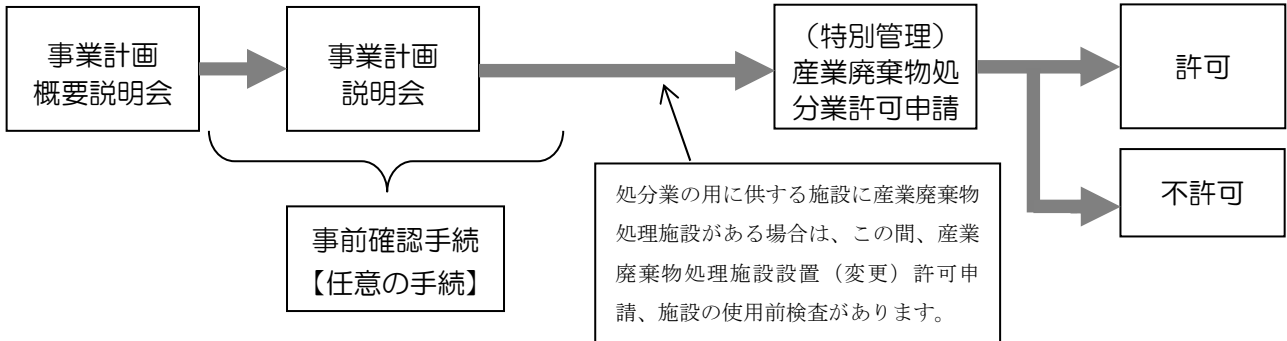 事業計画
概要説明会
事業計画
説明会
（特別管理）
産業廃棄物処
分業許可申請
許可
不許可
事前確認手続
【任意の手続】
処分業の用に供する施設に産業廃棄物
処理施設がある場合は、この間、産業
廃棄物処理施設設置（変更）許可申
請、施設の使用前検査があります。